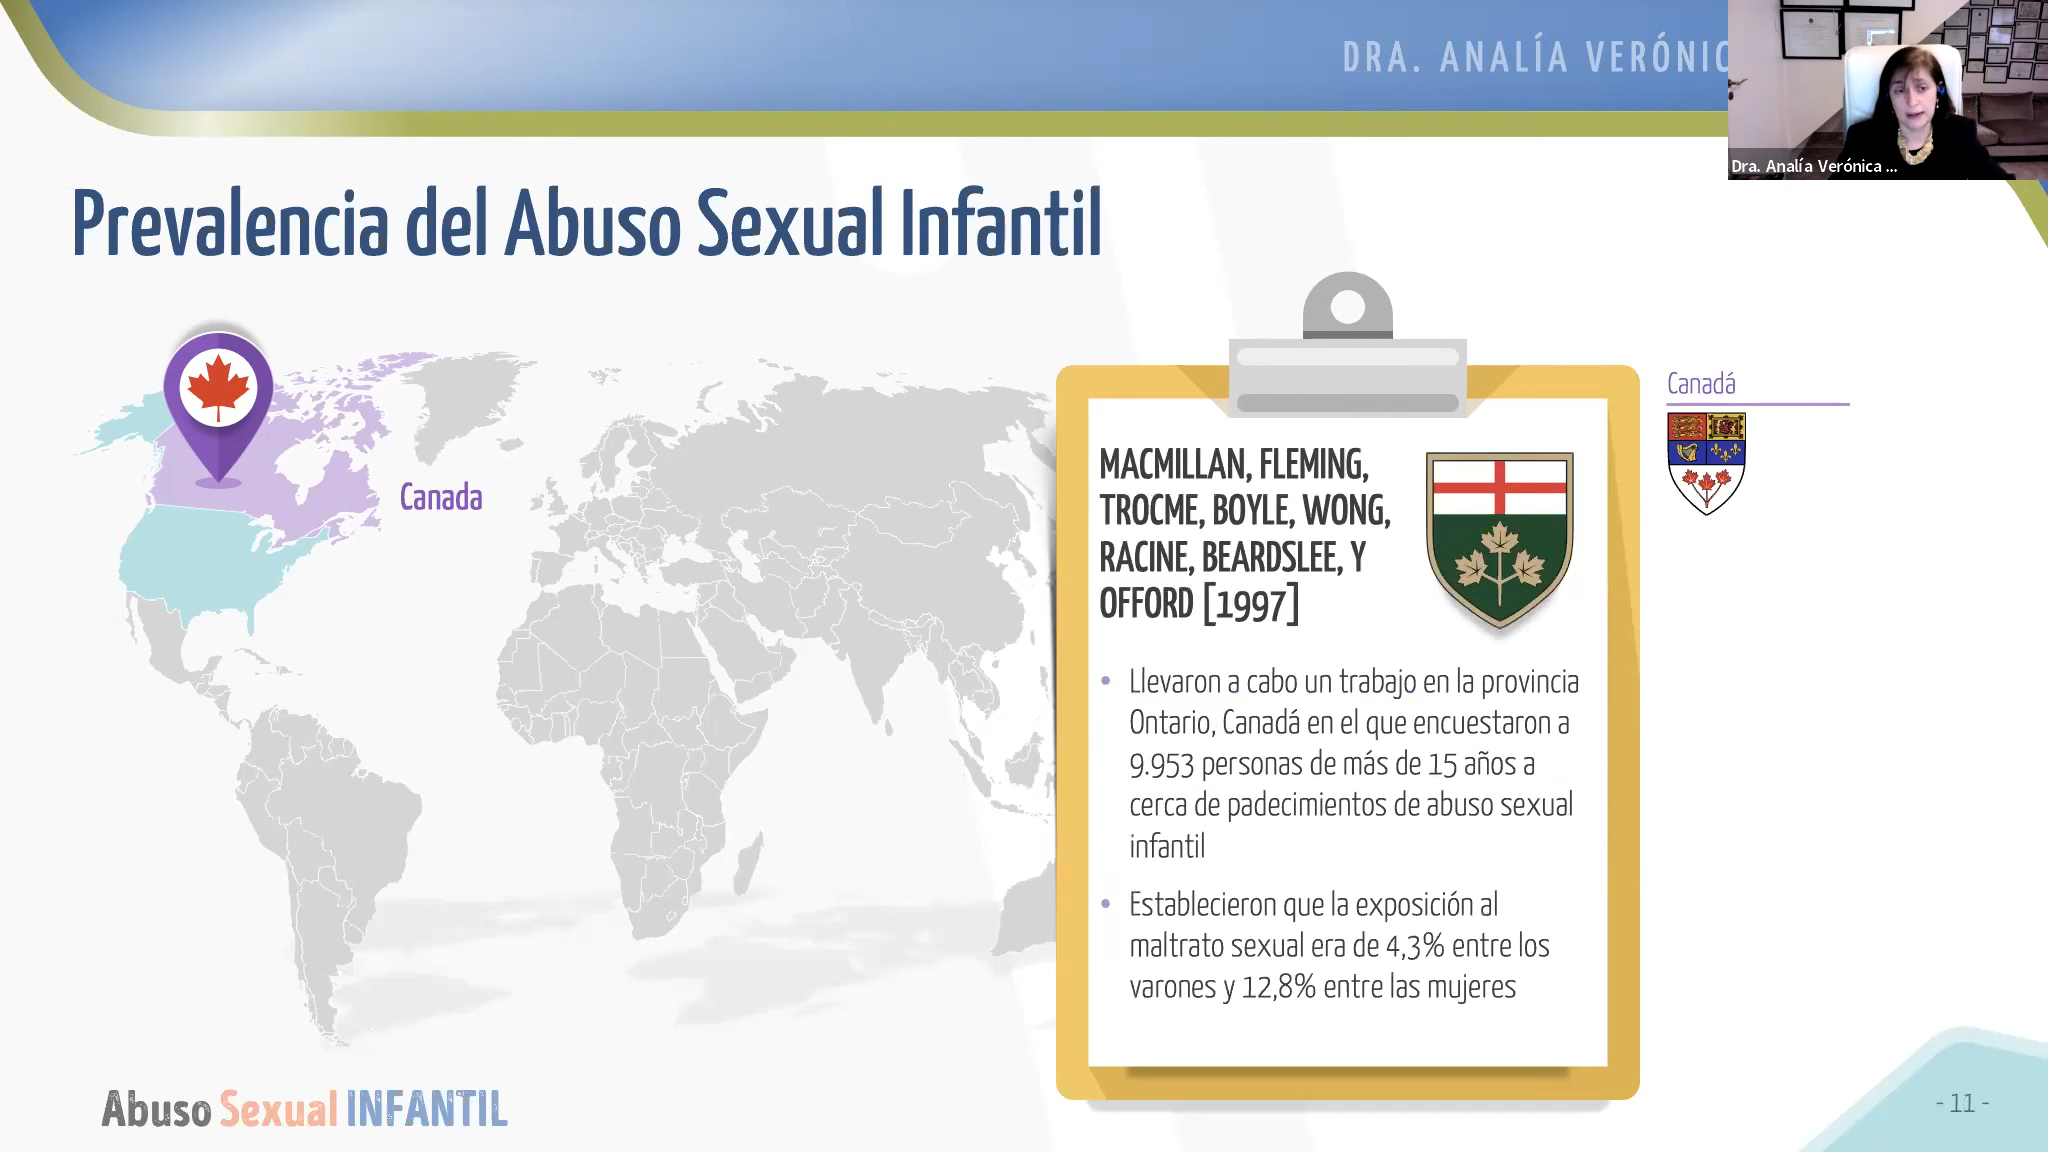 DRA. ANALÍA VERÓNIC
Dra. Analía Verónica ...
Prevalencia del Abuso Sexual Infantil
Canada
Canadá
MACMILLAN, FLEMING,
TROCME, BOYLE, WONG,
RACINE, BEARDSLEE, Y
OFFORD [1997]
• Llevaron a cabo un trabajo en la provincia
Ontario, Canadá en el que encuestaron a
9.953 personas de más de 15 años a
cerca de padecimientos de abuso sexual
infantil
• Establecieron que la exposición al
maltrato sexual era de 4,3% entre los
varones y 12,8% entre las mujeres
Abuso Sexual INFANTIL
- 11 -